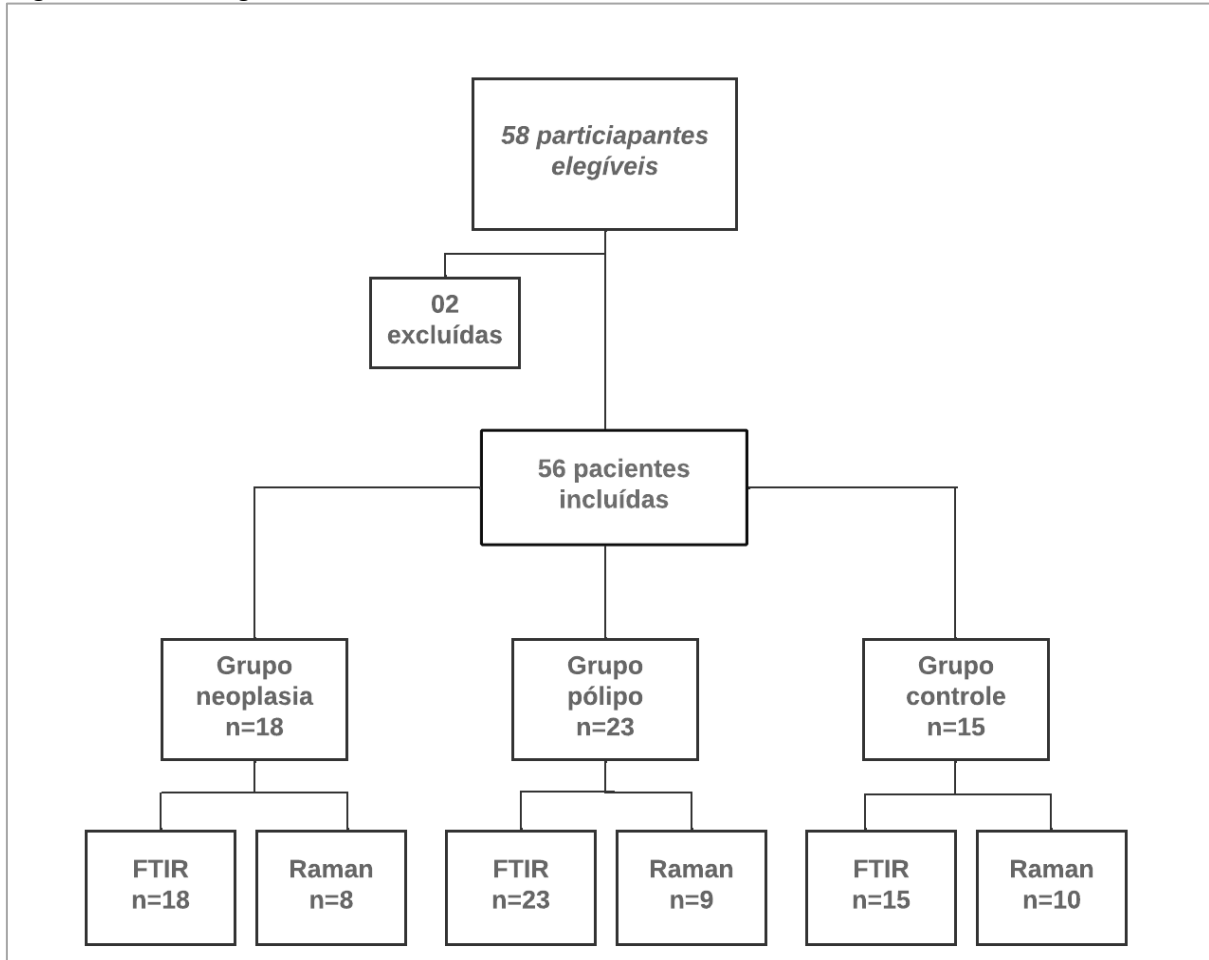 58 particiapantes
elegíveis
02
excluídas
56 pacientes
incluídas
Grupo
neoplasia
n=18
Grupo
pólipo
n=23
Grupo
controle
n=15
FTIR
n=18
Raman
n=8
FTIR
n=23
Raman
n=9
FTIR
n=15
Raman
n=10